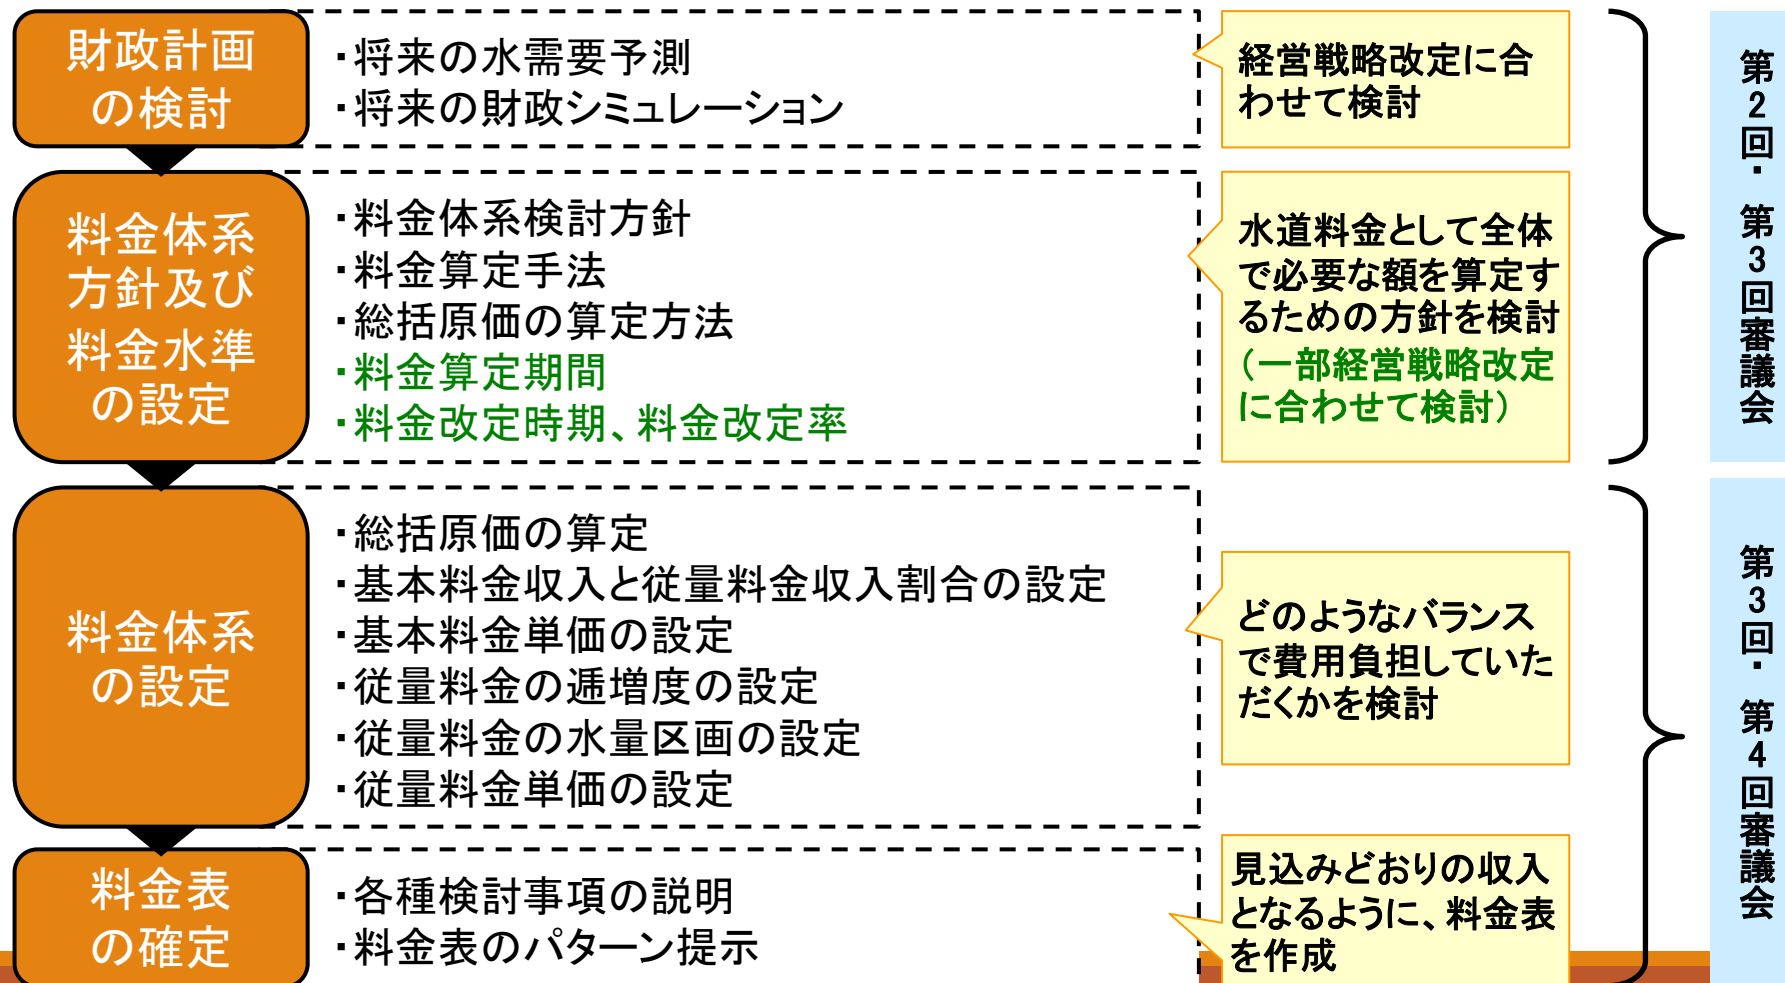 財政計画
の検討
・将来の水需要予測
・将来の財政シミュレーション
経営戦略改定に合
わせて検討
料金体系
方針及び
料金水準
の設定
・料金体系検討方針
・料金算定手法
・総括原価の算定方法
・料金算定期間
・料金改定時期、料金改定率
水道料金として全体
で必要な額を算定す
るための方針を検討
（一部経営戦略改定
に合わせて検討）
第2回・第3回審議会
料金体系
の設定
・総括原価の算定
・基本料金収入と従量料金収入割合の設定
・基本料金単価の設定
・従量料金の逓増度の設定
・従量料金の水量区画の設定
・従量料金単価の設定
どのようなバランス
で費用負担していた
だくかを検討
料金表
の確定
・各種検討事項の説明
・料金表のパターン提示
見込みどおりの収入
となるように、料金表
を作成
第3回・第4回審議会